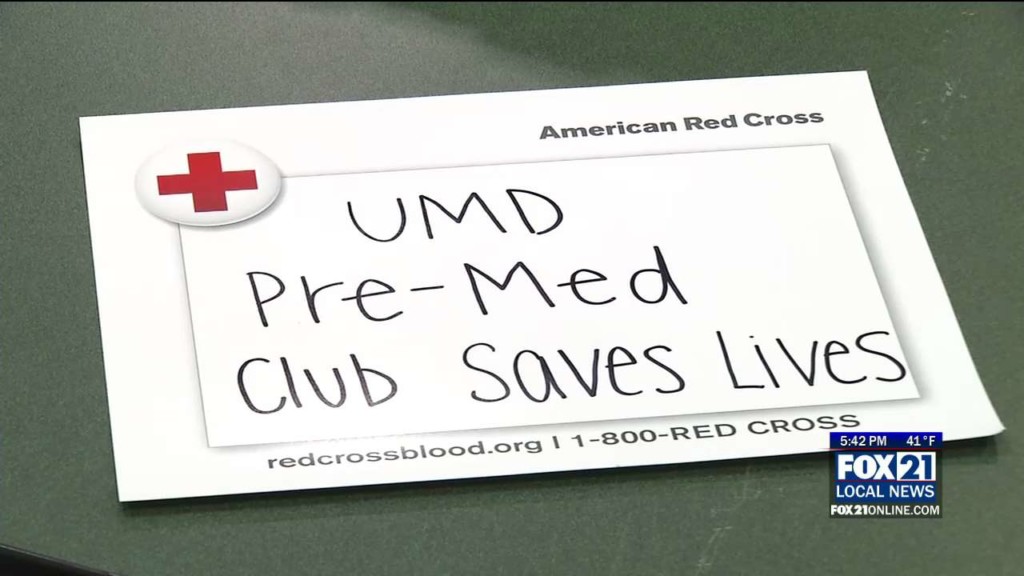 American Red Cross
UMD
Pre-Med
Club Saves Lives
redcrossblood.org | 1-800-RED CROSS
5:42 PM 41°F
FOX21
LOCAL NEWS
FOX21ONLINE.COM